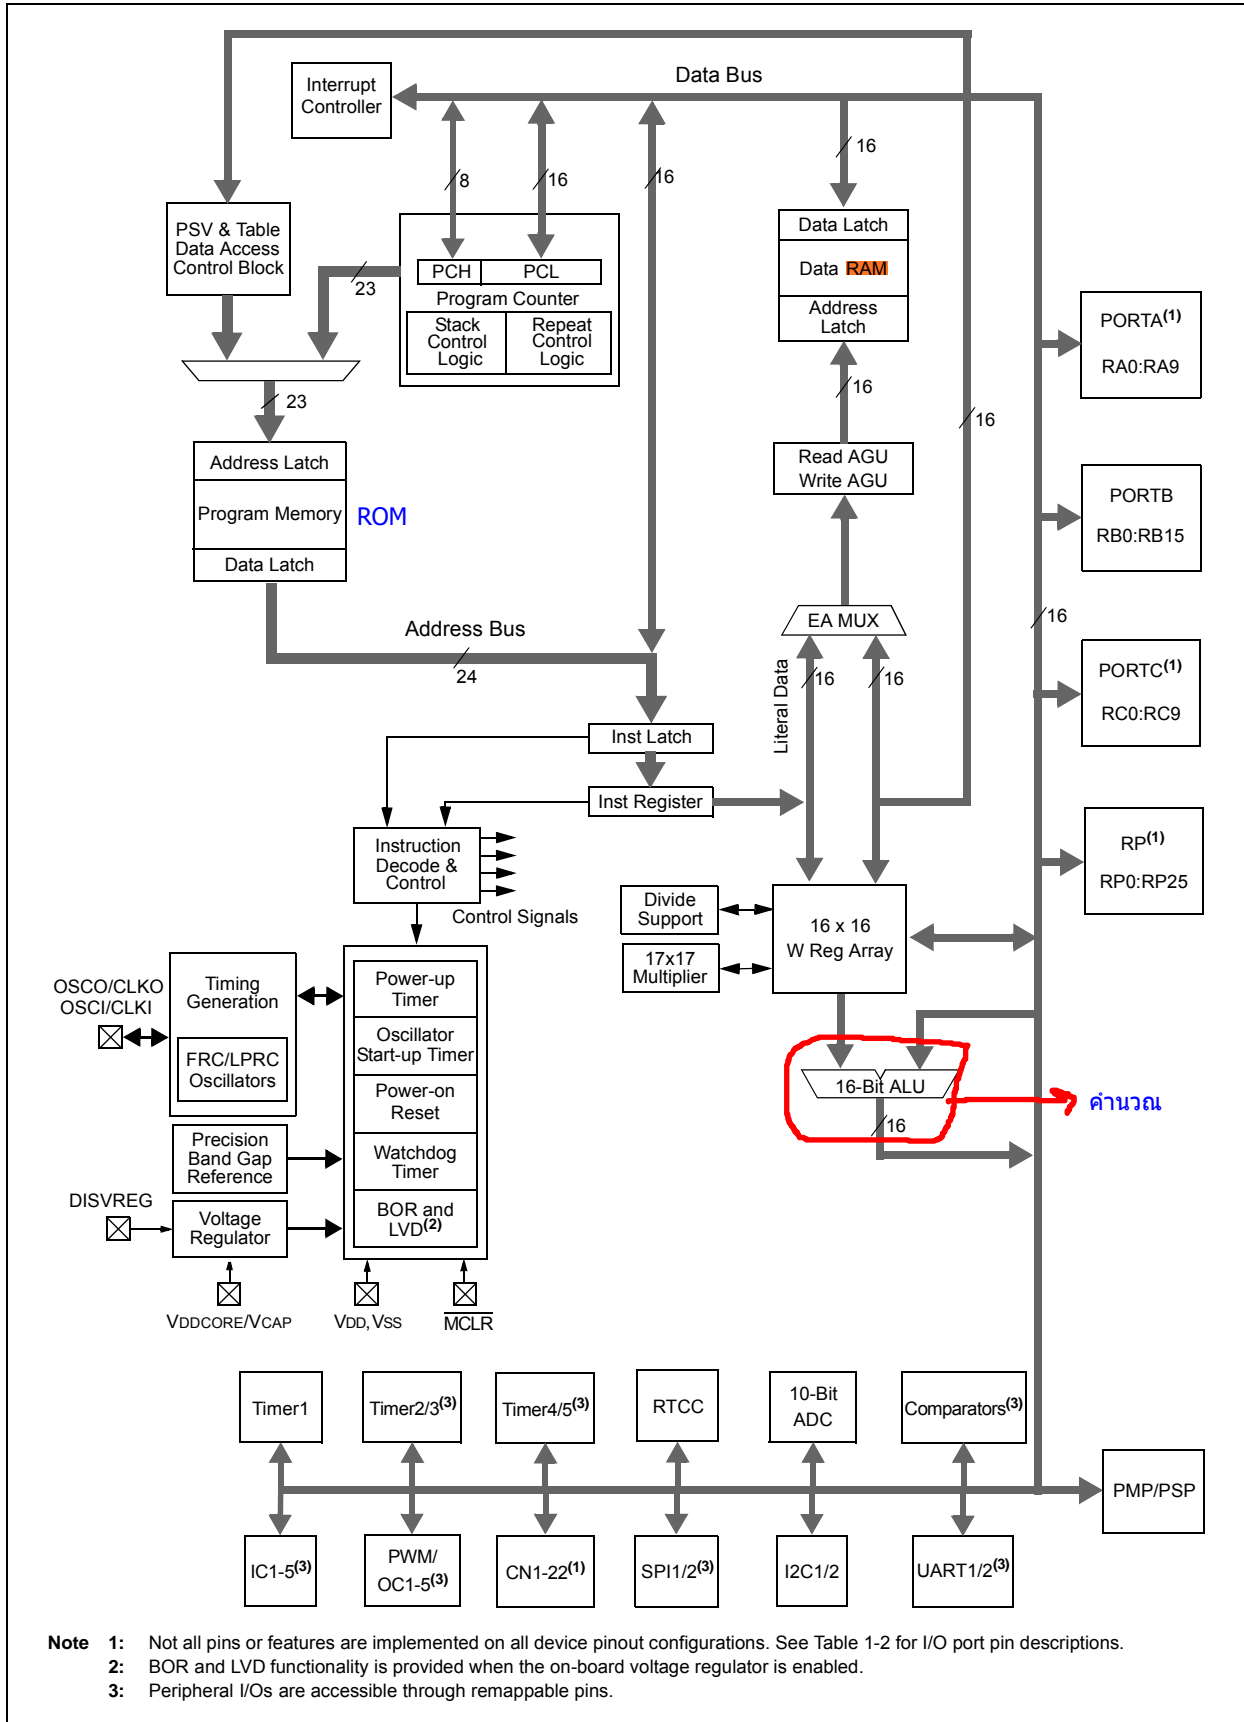 Data Bus
Interrupt
Controller
16
8
16
16
PSV & Table
Data Access
Control Block
Data Latch
Data RAM
Address
Latch
PCH
PCL
23
Program Counter
Stack
Control
Logic
Repeat
Control
Logic
PORTA(1)
RA0:RA9
23
16
16
Address Latch
Program Memory
ROM
Data Latch
Read AGU
Write AGU
PORTB
RB0:RB15
EA MUX
Address Bus
24
16
Literal Data
16
16
PORTC(1)
RC0:RC9
Inst Latch
Inst Register
Instruction
Decode &
Control
Control Signals
RP(1)
RP0:RP25
Divide
Support
17x17
Multiplier
16 x 16
W Reg Array
OSCO/CLKO
OSCI/CLKI
Timing
Generation
FRC/LPRC
Oscillators
Power-up
Timer
Oscillator
Start-up Timer
Power-on
Reset
Watchdog
Timer
BOR and
LVD(2)
16-Bit ALU
16
คำนวณ
Precision
Band Gap
Reference
DISVREG
Voltage
Regulator
VDDCORE/VCAP
VDD, VSS
MCLR
Timer1
Timer2/3(3)
Timer4/5(3)
RTCC
10-Bit
ADC
Comparators(3)
PMP/PSP
IC1-5(3)
PWM/
OC1-5(3)
CN1-22(1)
SPI1/2(3)
I2C1/2
UART1/2(3)
Note 1: Not all pins or features are implemented on all device pinout configurations. See Table 1-2 for I/O port pin descriptions.
2: BOR and LVD functionality is provided when the on-board voltage regulator is enabled.
3: Peripheral I/Os are accessible through remappable pins.